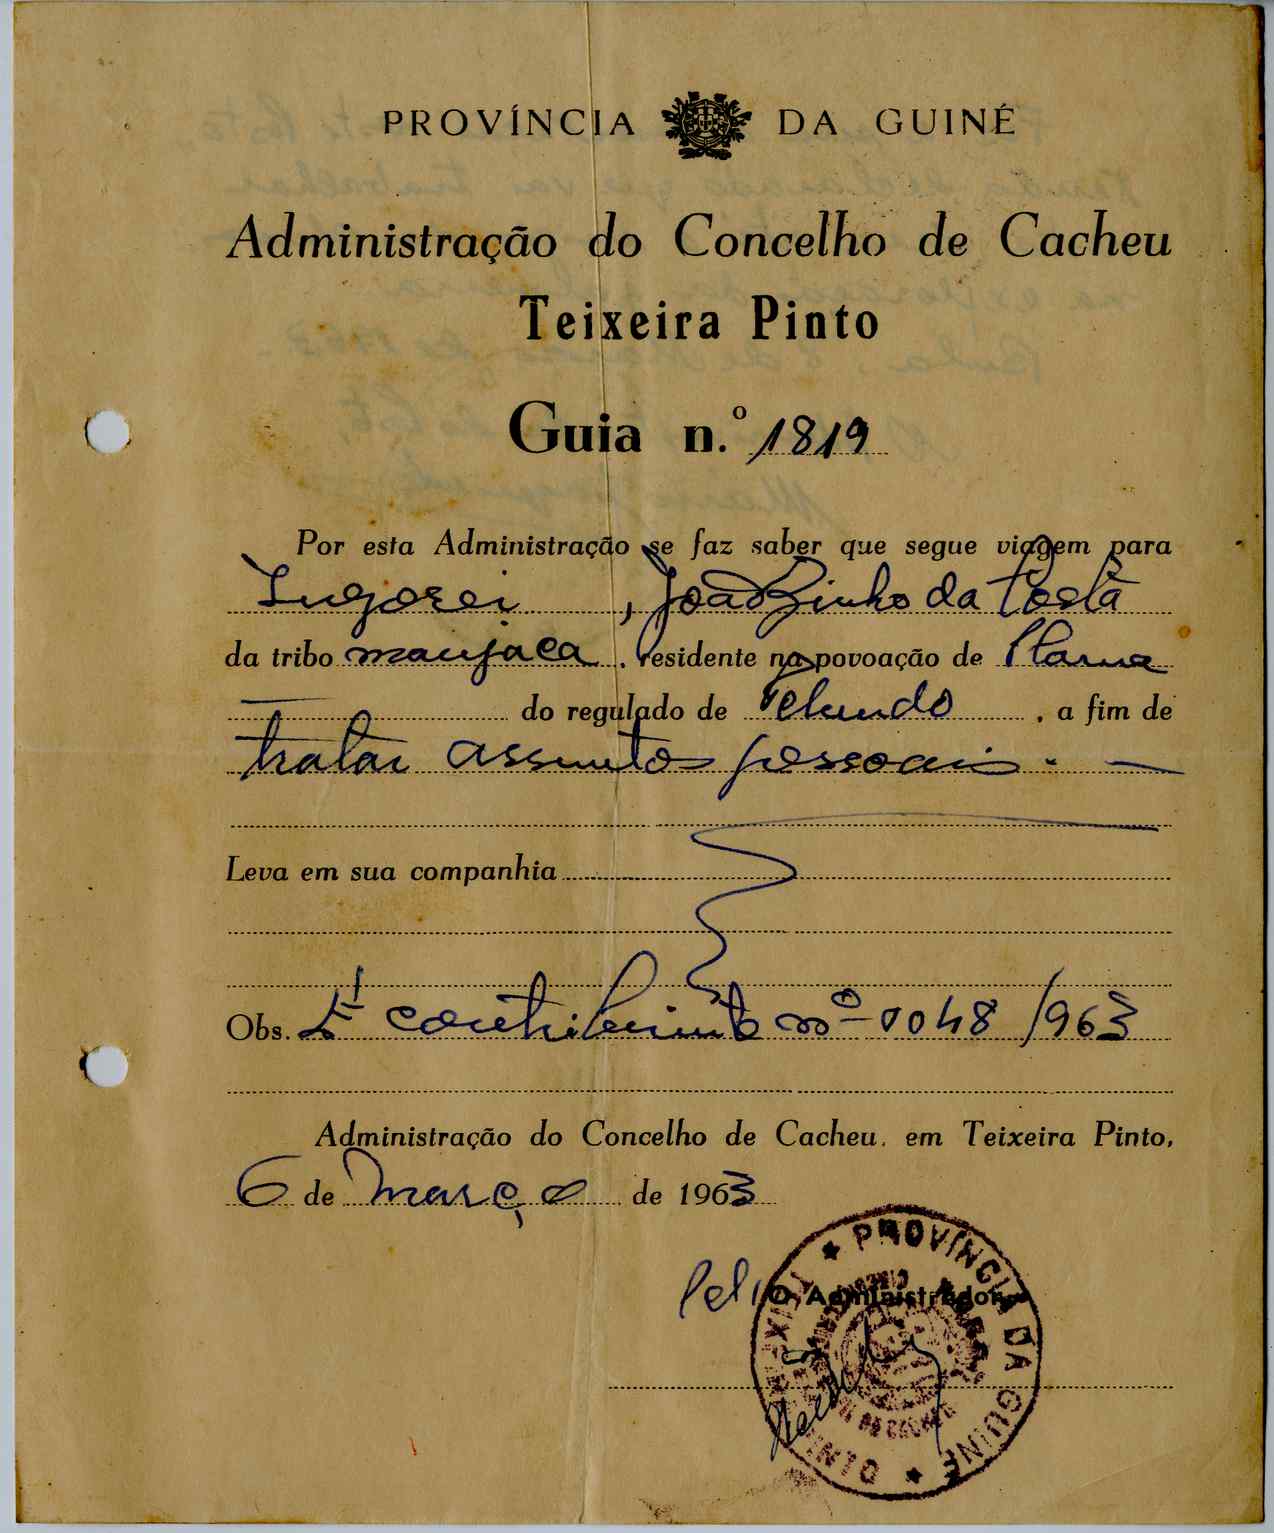 PROVÍNCIA DA GUINÉ
Administração do Concelho de Cacheu
Teixeira Pinto
Guia n.º 1819
Por esta Administração se faz saber que segue viagem para
Ingorei, Joãozinho da Costa
da tribo manjaca, residente na povoação de
do regulado de Pelundo, a fim de
tratar assuntos pessoais. —
Leva em sua companhia
Obs. contribuinte nº 0048/963
Administração do Concelho de Cacheu, em Teixeira Pinto,
6 de março de 1963
Pel' O Administrador
PROVÍNCIA DA GUINÉ